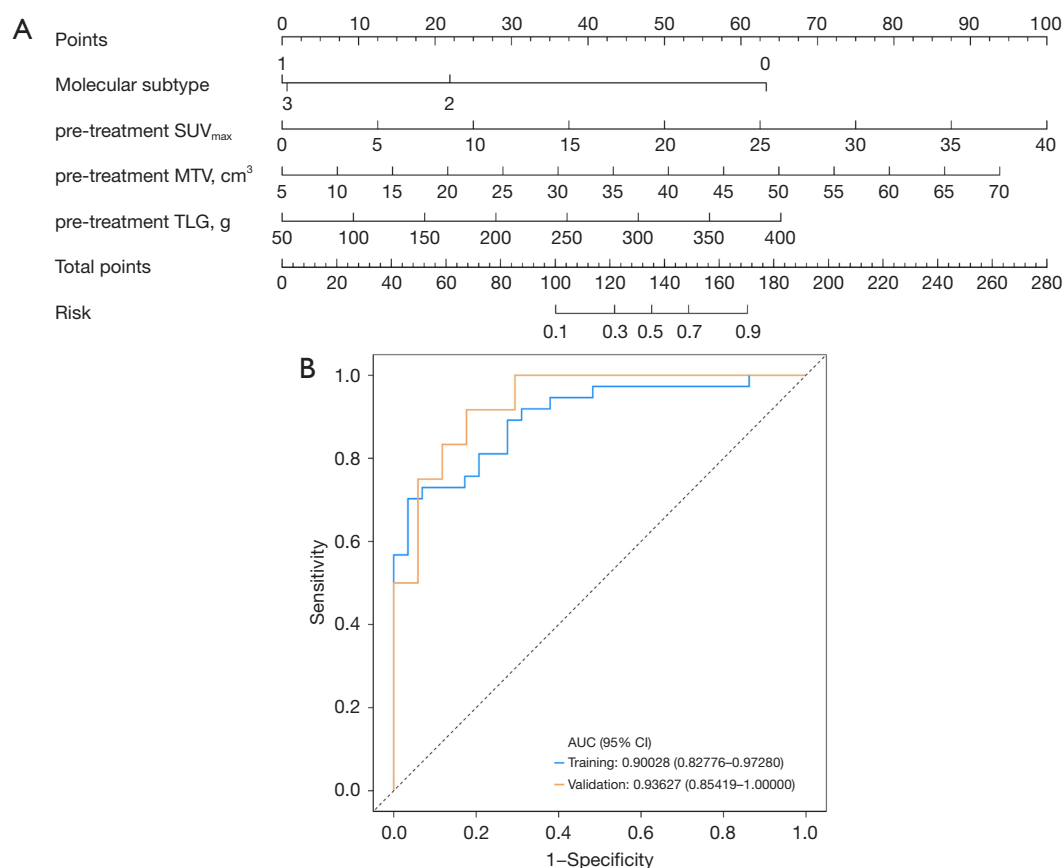 A
Points
0 10 20 30 40 50 60 70 80 90 100
Molecular subtype
1 0
3 2
pre-treatment SUVmax
0 5 10 15 20 25 30 35 40
pre-treatment MTV, cm³
5 10 15 20 25 30 35 40 45 50 55 60 65 70
pre-treatment TLG, g
50 100 150 200 250 300 350 400
Total points
0 20 40 60 80 100 120 140 160 180 200 220 240 260 280
Risk
0.1 0.3 0.5 0.7 0.9
B
1.0
0.8
0.6
0.4
0.2
0.0
Sensitivity
AUC (95% CI)
Training: 0.90028 (0.82776–0.97280)
Validation: 0.93627 (0.85419–1.00000)
0.0 0.2 0.4 0.6 0.8 1.0
1−Specificity